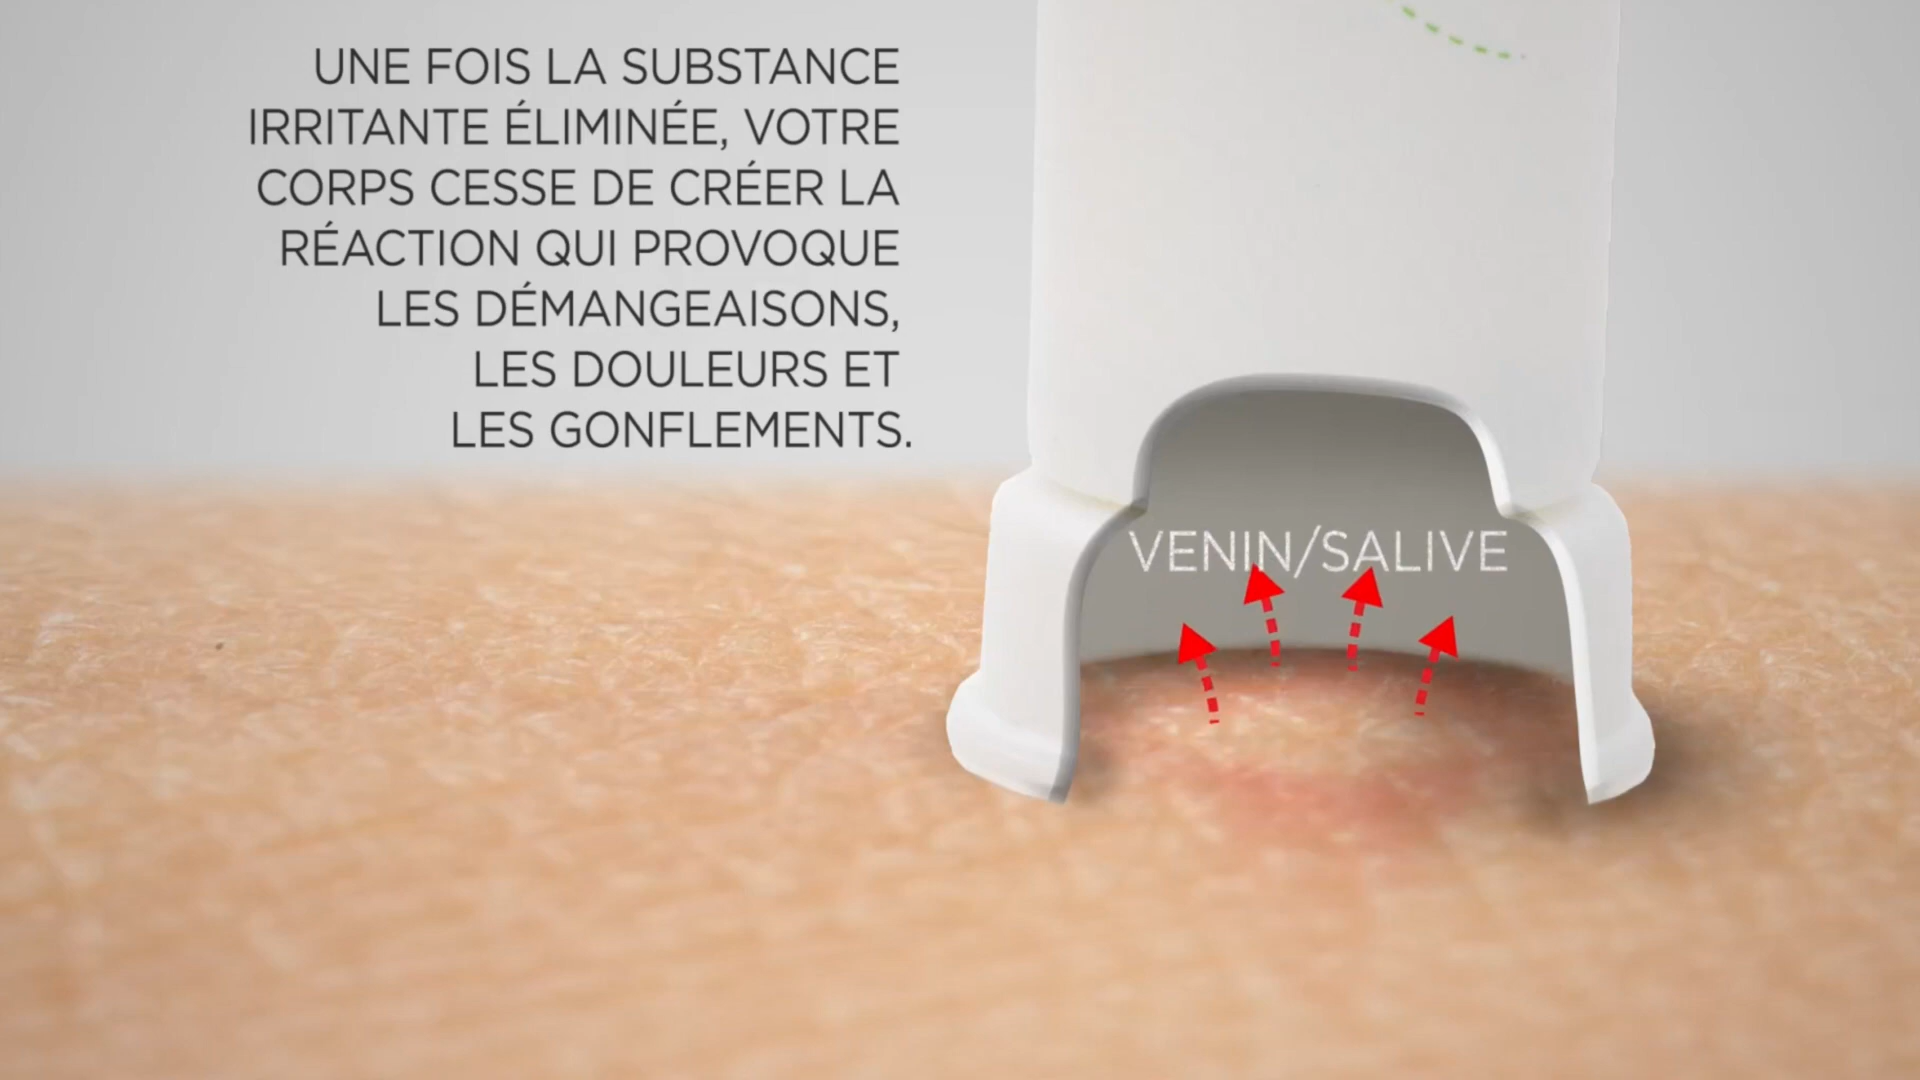 UNE FOIS LA SUBSTANCE
IRRITANTE ÉLIMINÉE, VOTRE
CORPS CESSE DE CRÉER LA
RÉACTION QUI PROVOQUE
LES DÉMANGEAISONS,
LES DOULEURS ET
LES GONFLEMENTS.
VENIN/SALIVE